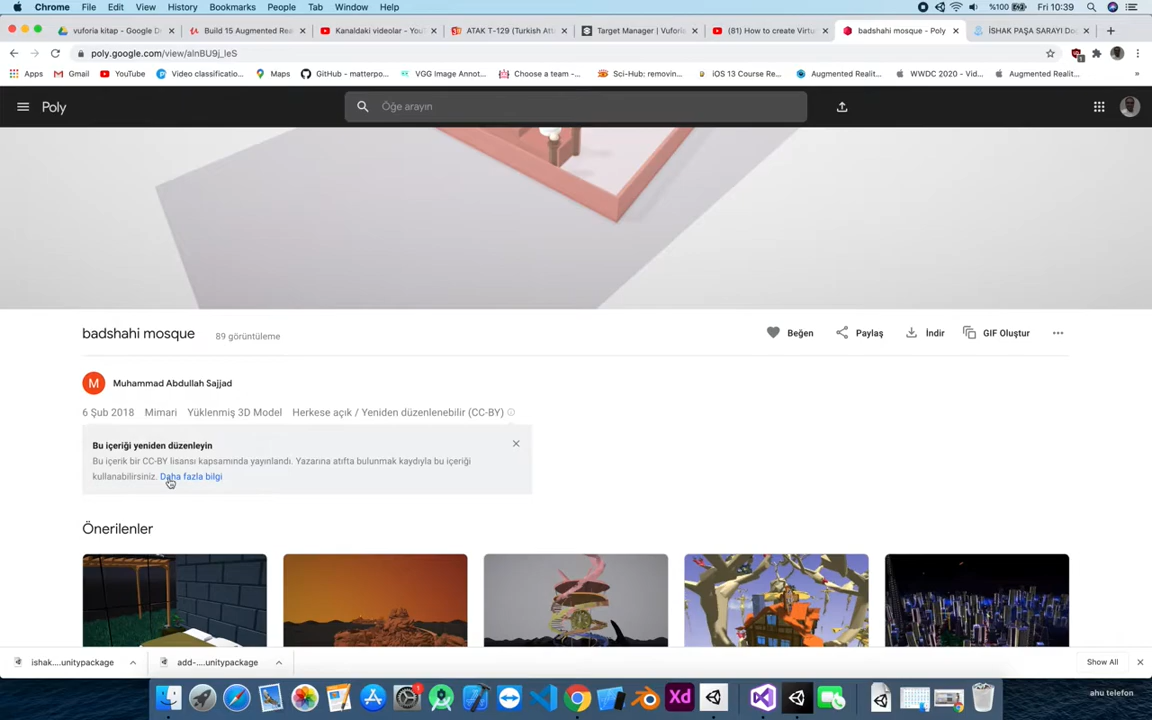 Chrome File Edit View History Bookmarks People Tab Window Help %100 Fri 10:39
vuforia kitap - Google D Build 15 Augmented Rea Kanaldaki videolar - You ATAK T-129 (Turkish Att Target Manager | Vuforia (81) How to create Virtu badshahi mosque - Poly İSHAK PAŞA SARAYI Do
poly.google.com/view/alnBU9j_IeS
Apps Gmail YouTube Video classificatio... Maps GitHub - matterpo... VGG Image Annot... Choose a team -... Sci-Hub: removin... iOS 13 Course Re... Augmented Realit... WWDC 2020 - Vid... Augmented Realit... »
Poly Öğe arayın
badshahi mosque 89 görüntüleme Beğen Paylaş İndir GIF Oluştur
M Muhammad Abdullah Sajjad
6 Şub 2018 Mimari Yüklenmiş 3D Model Herkese açık / Yeniden düzenlenebilir (CC-BY)
Bu içeriği yeniden düzenleyin
Bu içerik bir CC-BY lisansı kapsamında yayınlandı. Yazarına atıfta bulunmak kaydıyla bu içeriği
kullanabilirsiniz. Daha fazla bilgi
Önerilenler
ishak....unitypackage add-....unitypackage Show All
Xd ahu telefon